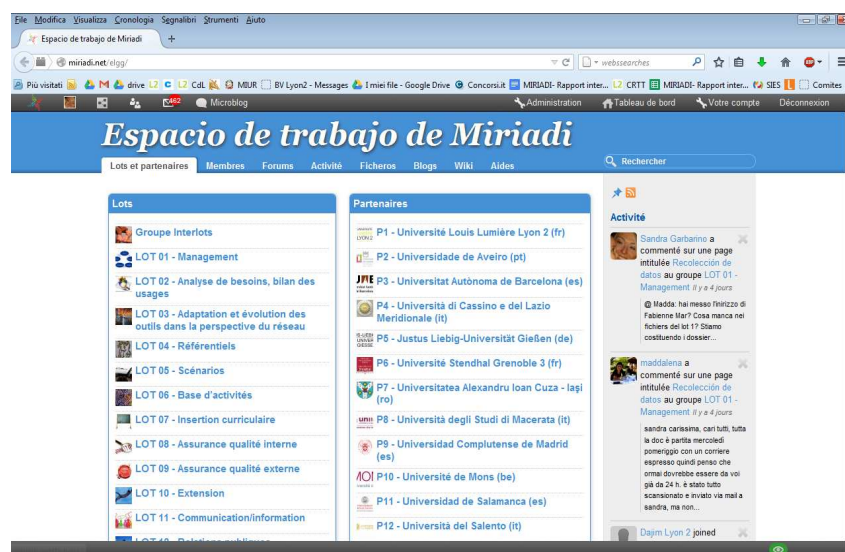 File Modifica Visualizza Cronologia Segnalibri Strumenti Aiuto
Espacio de trabajo de Miriadi +
miriadi.net/elgg/
websearches
Più visitati drive CdL MIUR BV Lyon2 - Messages I miei file - Google Drive Concorsi.it MIRIADI- Rapport inter... CRTT MIRIADI- Rapport inter... SIES Comites
462 Microblog Administration Tableau de bord Votre compte Déconnexion
Espacio de trabajo de Miriadi
Lots et partenaires Membres Forums Activité Ficheros Blogs Wiki Aides
Rechercher
Lots
Groupe Interlots
LOT 01 - Management
LOT 02 - Analyse de besoins, bilan des
usages
LOT 03 - Adaptation et évolution des
outils dans la perspective du réseau
LOT 04 - Référentiels
LOT 05 - Scénarios
LOT 06 - Base d'activités
LOT 07 - Insertion curriculaire
LOT 08 - Assurance qualité interne
LOT 09 - Assurance qualité externe
LOT 10 - Extension
LOT 11 - Communication/information
Partenaires
P1 - Université Louis Lumière Lyon 2 (fr)
P2 - Universidade de Aveiro (pt)
P3 - Universitat Autònoma de Barcelona (es)
P4 - Università di Cassino e del Lazio
Meridionale (it)
P5 - Justus Liebig-Universität Gießen (de)
P6 - Université Stendhal Grenoble 3 (fr)
P7 - Universitatea Alexandru Ioan Cuza - Iaşi
(ro)
P8 - Università degli Studi di Macerata (it)
P9 - Universidad Complutense de Madrid
(es)
P10 - Université de Mons (be)
P11 - Universidad de Salamanca (es)
P12 - Università del Salento (it)
Activité
Sandra Garbarino a
commenté sur une page
intitulée Recolección de
datos au groupe LOT 01 -
Management Il y a 4 jours
@ Madda: hai messo l'inirizzo di
Fabienne Mar? Cosa manca nei
fichiers del lot 1? Stiamo
costituendo i dossier...
maddalena a
commenté sur une page
intitulée Recolección de
datos au groupe LOT 01 -
Management Il y a 4 jours
sandra carissima, cari tutti, tutta
la doc è partita mercoledì
pomeriggio con un corriere
espresso quindi penso che
ormai dovrebbe essere da voi
già da 24 h. è stato tutto
scansionato e inviato via mail a
sandra, ma non...
Dajim Lyon 2 joined